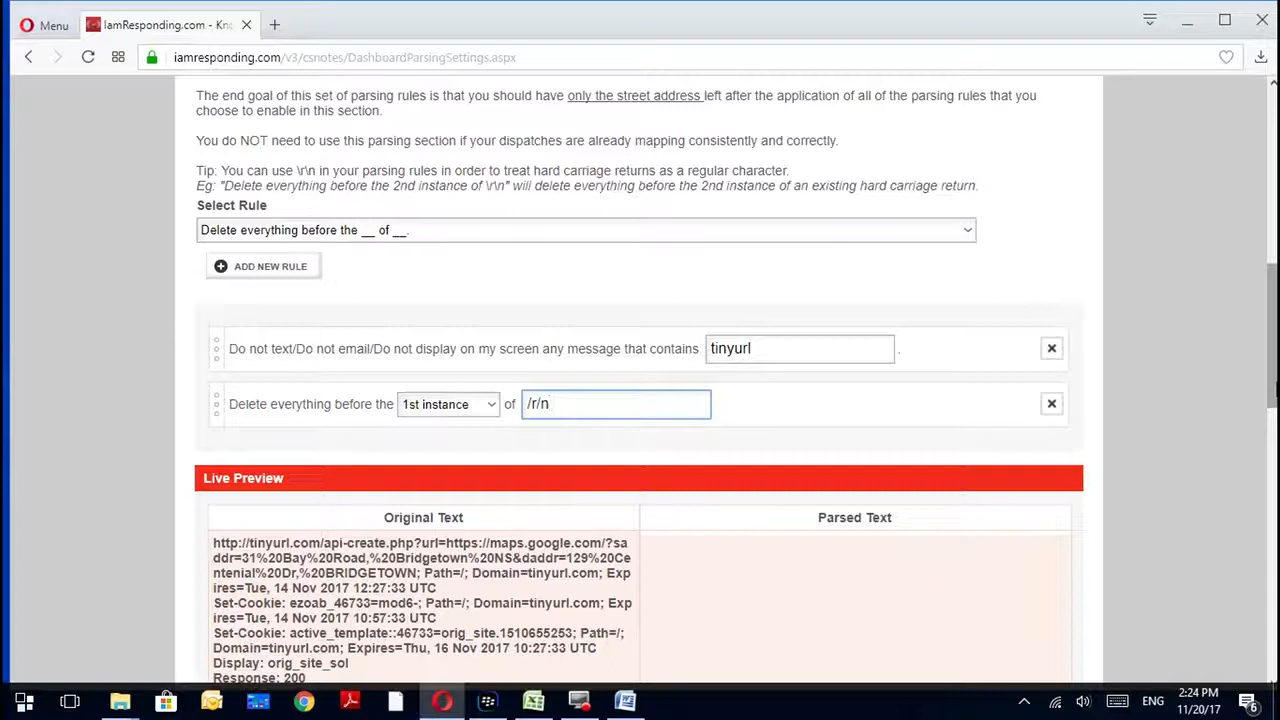 Menu
IamResponding.com - Kno
iamresponding.com/v3/csnotes/DashboardParsingSettings.aspx
The end goal of this set of parsing rules is that you should have only the street address left after the application of all of the parsing rules that you
choose to enable in this section.
You do NOT need to use this parsing section if your dispatches are already mapping consistently and correctly.
Tip: You can use \r\n in your parsing rules in order to treat hard carriage returns as a regular character.
Eg: "Delete everything before the 2nd instance of \r\n" will delete everything before the 2nd instance of an existing hard carriage return.
Select Rule
Delete everything before the __ of __.
ADD NEW RULE
Do not text/Do not email/Do not display on my screen any message that contains tinyurl .
Delete everything before the 1st instance of /r/n
Live Preview
Original Text Parsed Text
http://tinyurl.com/api-create.php?url=https://maps.google.com/?sa
ddr=31%20Bay%20Road,%20Bridgetown%20NS&daddr=129%20Ce
ntenial%20Dr,%20BRIDGETOWN; Path=/; Domain=tinyurl.com; Exp
ires=Tue, 14 Nov 2017 12:27:33 UTC
Set-Cookie: ezoab_46733=mod6-; Path=/; Domain=tinyurl.com; Exp
ires=Tue, 14 Nov 2017 10:57:33 UTC
Set-Cookie: active_template::46733=orig_site.1510655253; Path=/;
Domain=tinyurl.com; Expires=Thu, 16 Nov 2017 10:27:33 UTC
Display: orig_site_sol
Response: 200
ENG
2:24 PM
11/20/17
6